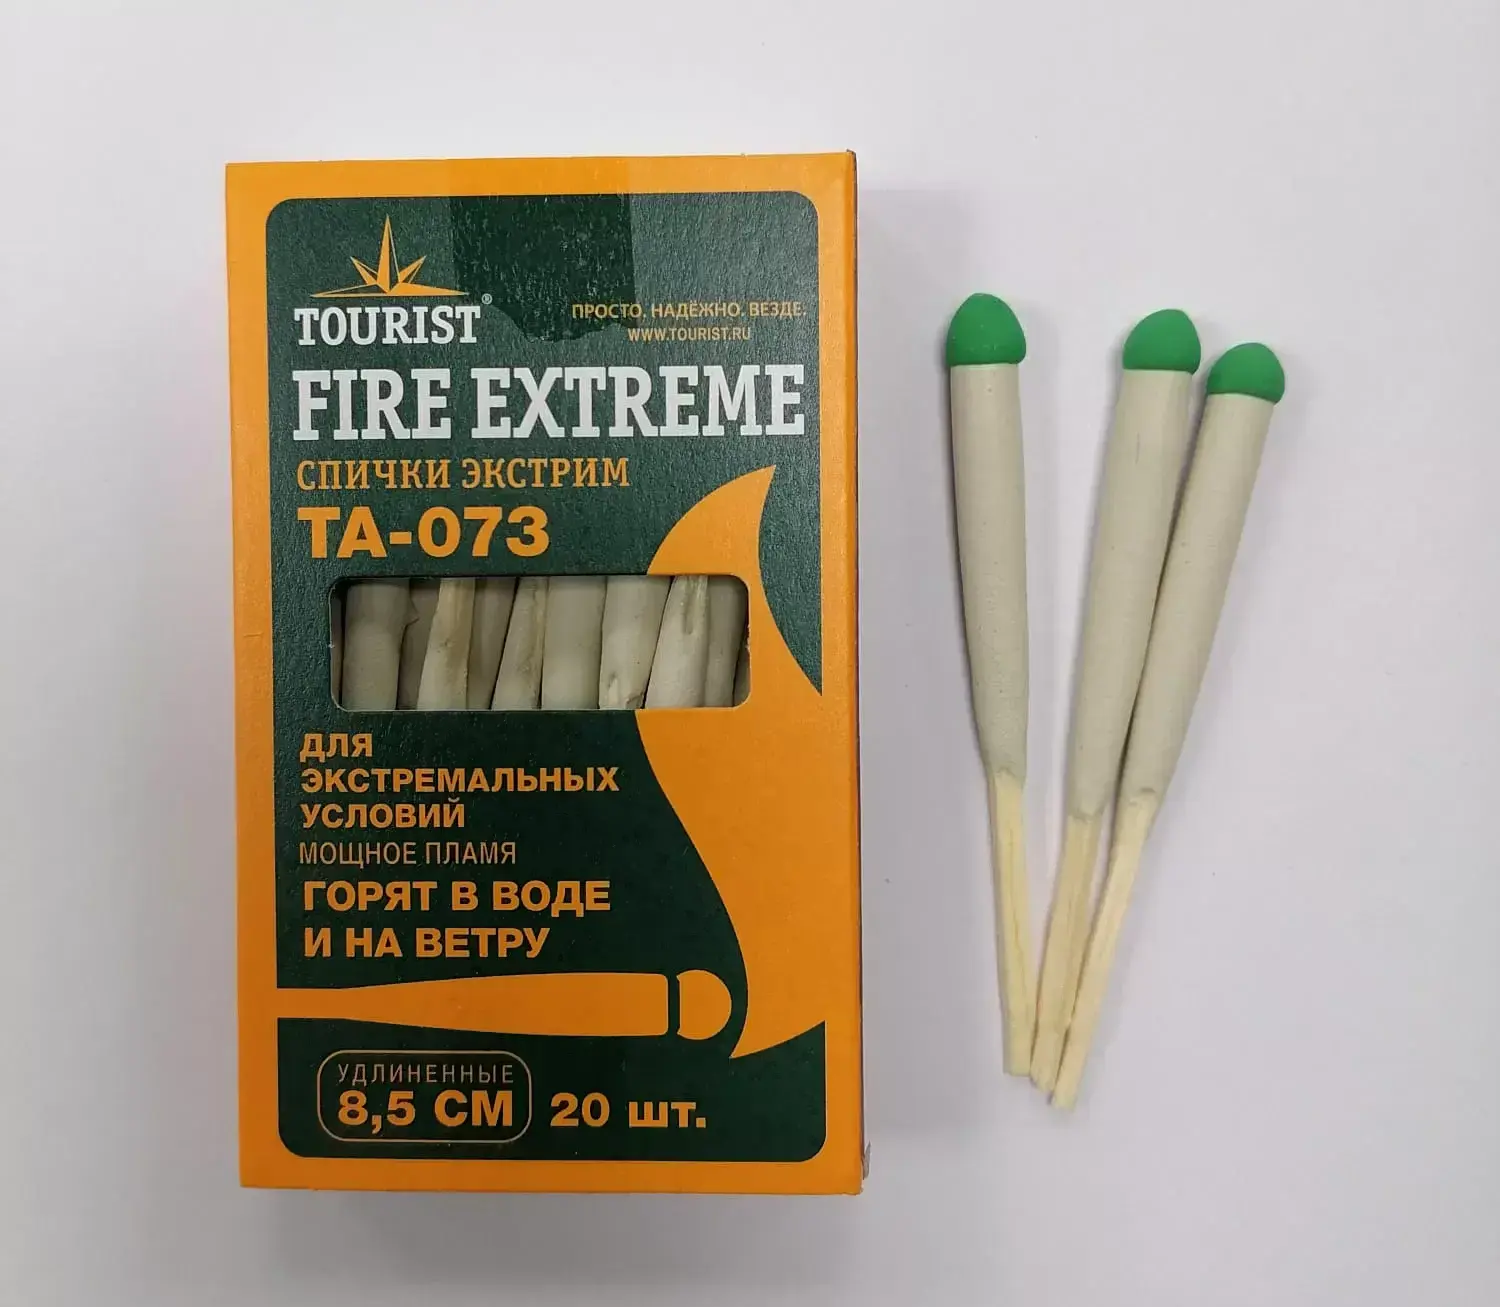 TOURIST®
ПРОСТО. НАДЁЖНО. ВЕЗДЕ.
WWW.TOURIST.RU
FIRE EXTREME
СПИЧКИ ЭКСТРИМ
ТА-073
ДЛЯ
ЭКСТРЕМАЛЬНЫХ
УСЛОВИЙ
МОЩНОЕ ПЛАМЯ
ГОРЯТ В ВОДЕ
И НА ВЕТРУ
УДЛИНЕННЫЕ
8,5 СМ 20 шт.